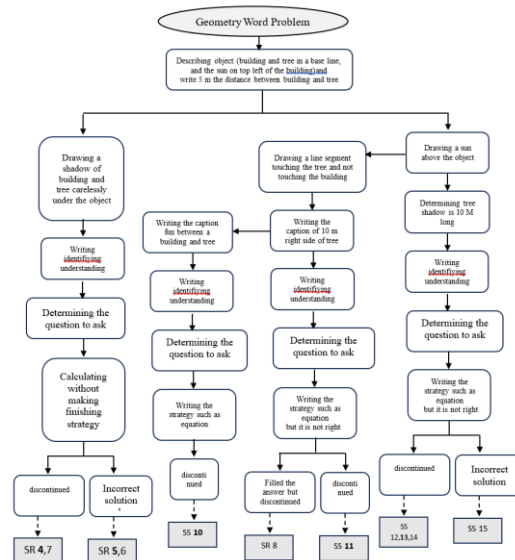 Geometry Word Problem
Describing object (building and tree in a base line,
and the sun on top left of the building)and
write 5 m the distance between building and tree
Drawing a
shadow of
building and
tree carelessly
under the object
Writing
identifiying
understanding
Determining the
question to ask
Calculating
without
making
finishing
strategy
discontinued
Incorrect
solution
SR 4,7
SR 5,6
Drawing a line segment
touching the tree and not
touching the building
Writing the caption
8m between a
building and tree
Writing
identifiying
understanding
Determining the
question to ask
Writing the
strategy such as
equation
disconti
nued
SS 10
Writing the
caption of 10 m
right side of tree
Writing
identifiying
understanding
Determining the
question to ask
Writing the
strategy such as
equation
but it is not right
Filled the
answer but
discontinued
disconti
nued
SR 8
SS 11
Drawing a sun
above the object
Determining tree
shadow is 10 M
long
Writing
identifiying
understanding
Determining the
question to ask
Writing the
strategy such as
equation
but it is not right
discontinued
Incorrect
solution
SS
12,13,14
SS 15